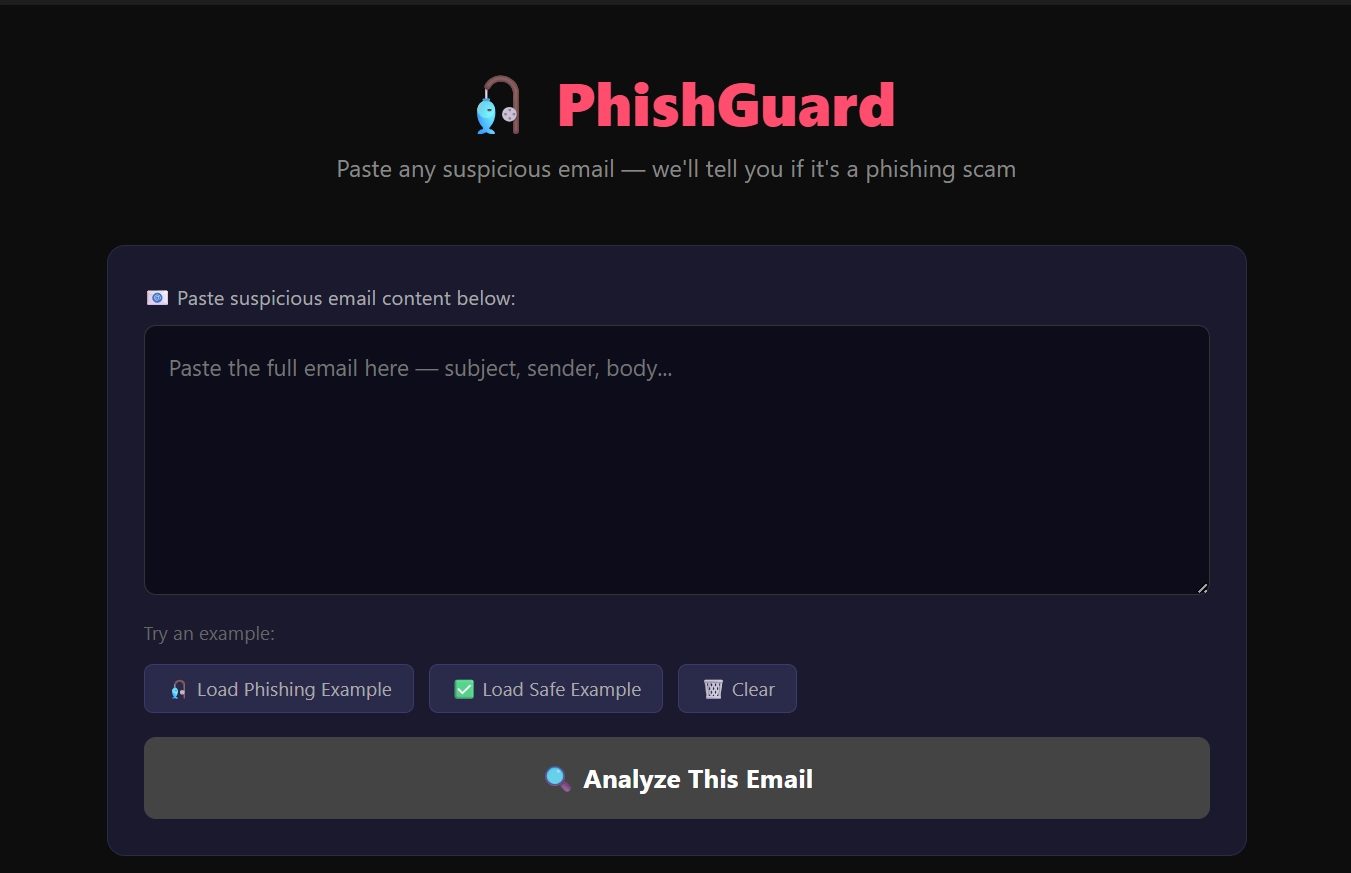 PhishGuard
Paste any suspicious email — we'll tell you if it's a phishing scam
Paste suspicious email content below:
Paste the full email here — subject, sender, body...
Try an example:
Load Phishing Example
Load Safe Example
Clear
Analyze This Email